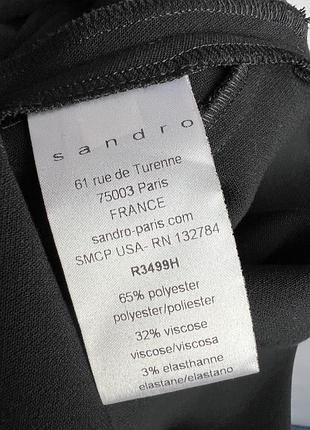 sandro
61 rue de Turenne
75003 Paris
FRANCE
sandro-paris.com
SMCP USA- RN 132784
R3499H
65% polyester
polyester/poliester
32% viscose
viscose/viscosa
3% elasthanne
elastane/elastano